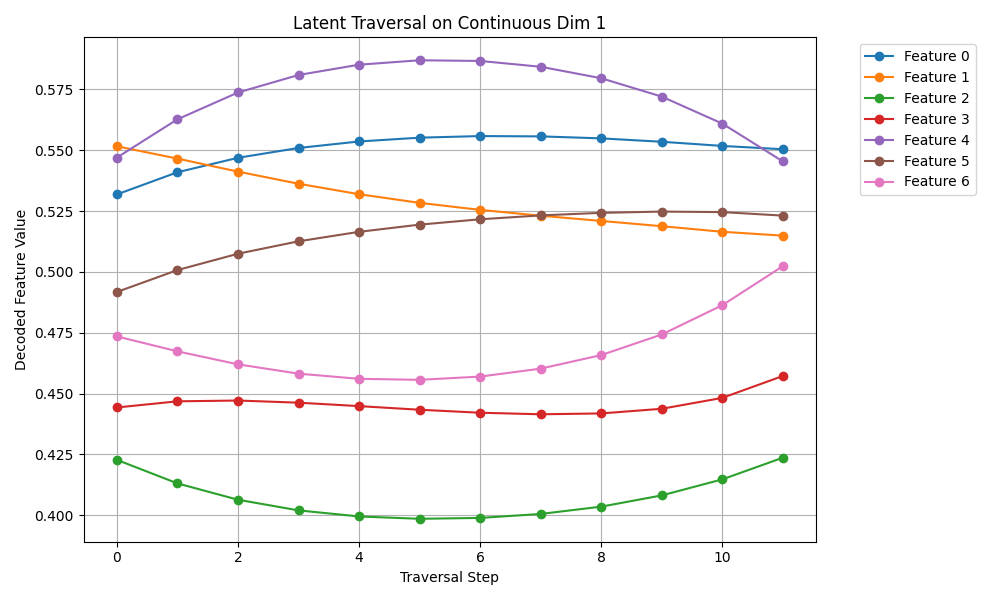 Latent Traversal on Continuous Dim 1
Decoded Feature Value
0.575
0.550
0.525
0.500
0.475
0.450
0.425
0.400
0
2
4
6
8
10
Traversal Step
Feature 0
Feature 1
Feature 2
Feature 3
Feature 4
Feature 5
Feature 6